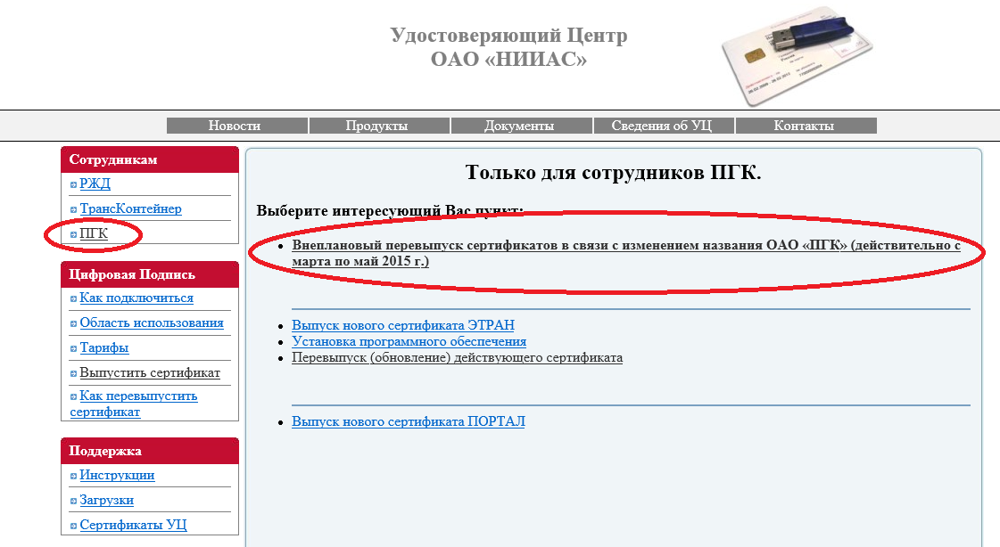 Удостоверяющий Центр
ОАО «НИИАС»
Новости
Продукты
Документы
Сведения об УЦ
Контакты
Сотрудникам
РЖД
ТрансКонтейнер
ПГК
Цифровая Подпись
Как подключиться
Область использования
Тарифы
Выпустить сертификат
Как перевыпустить
сертификат
Поддержка
Инструкции
Загрузки
Сертификаты УЦ
Только для сотрудников ПГК.
Выберите интересующий Вас пункт:
Внеплановый перевыпуск сертификатов в связи с изменением названия ОАО «ПГК» (действительно с
марта по май 2015 г.)
Выпуск нового сертификата ЭТРАН
Установка программного обеспечения
Перевыпуск (обновление) действующего сертификата
Выпуск нового сертификата ПОРТАЛ